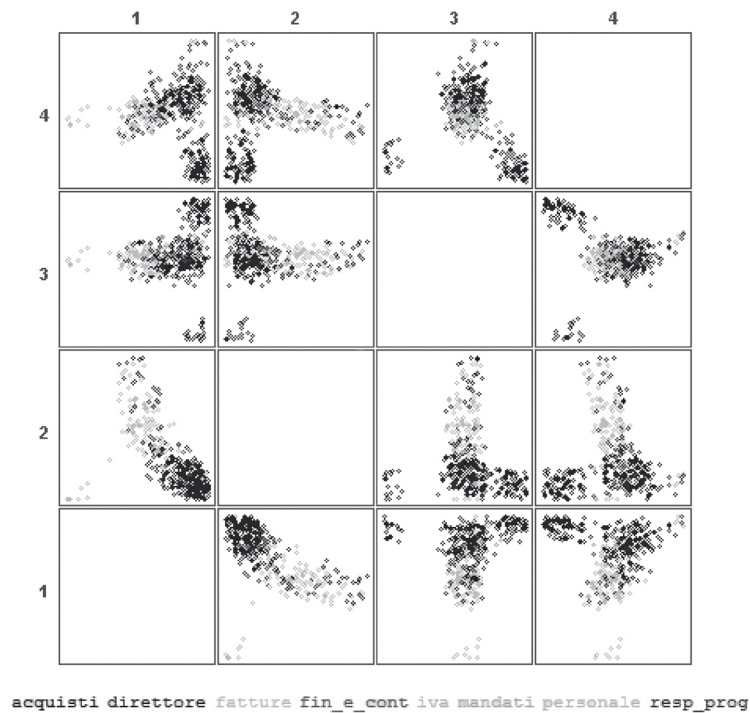 1 2 3 4
4
3
2
1
acquisti direttore fatture fin_e_cont iva mandati personale resp_prog